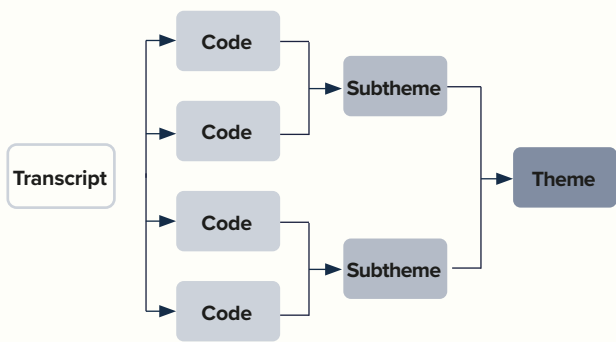 Transcript
Code
Code
Code
Code
Subtheme
Subtheme
Theme